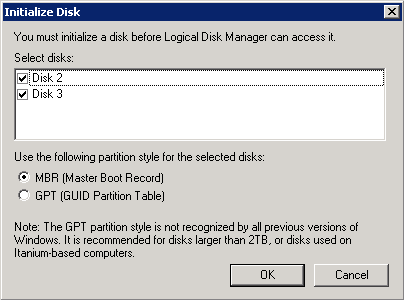 Initialize Disk
You must initialize a disk before Logical Disk Manager can access it.
Select disks:
Disk 2
Disk 3
Use the following partition style for the selected disks:
MBR (Master Boot Record)
GPT (GUID Partition Table)
Note: The GPT partition style is not recognized by all previous versions of
Windows. It is recommended for disks larger than 2TB, or disks used on
Itanium-based computers.
OK
Cancel